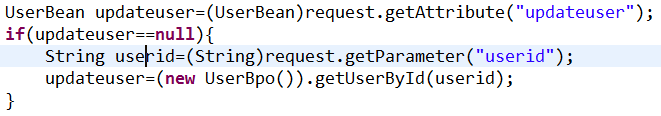 UserBean updateuser=(UserBean)request.getAttribute("updateuser");
if(updateuser==null){
String userid=(String)request.getParameter("userid");
updateuser=(new UserBpo()).getUserById(userid);
}